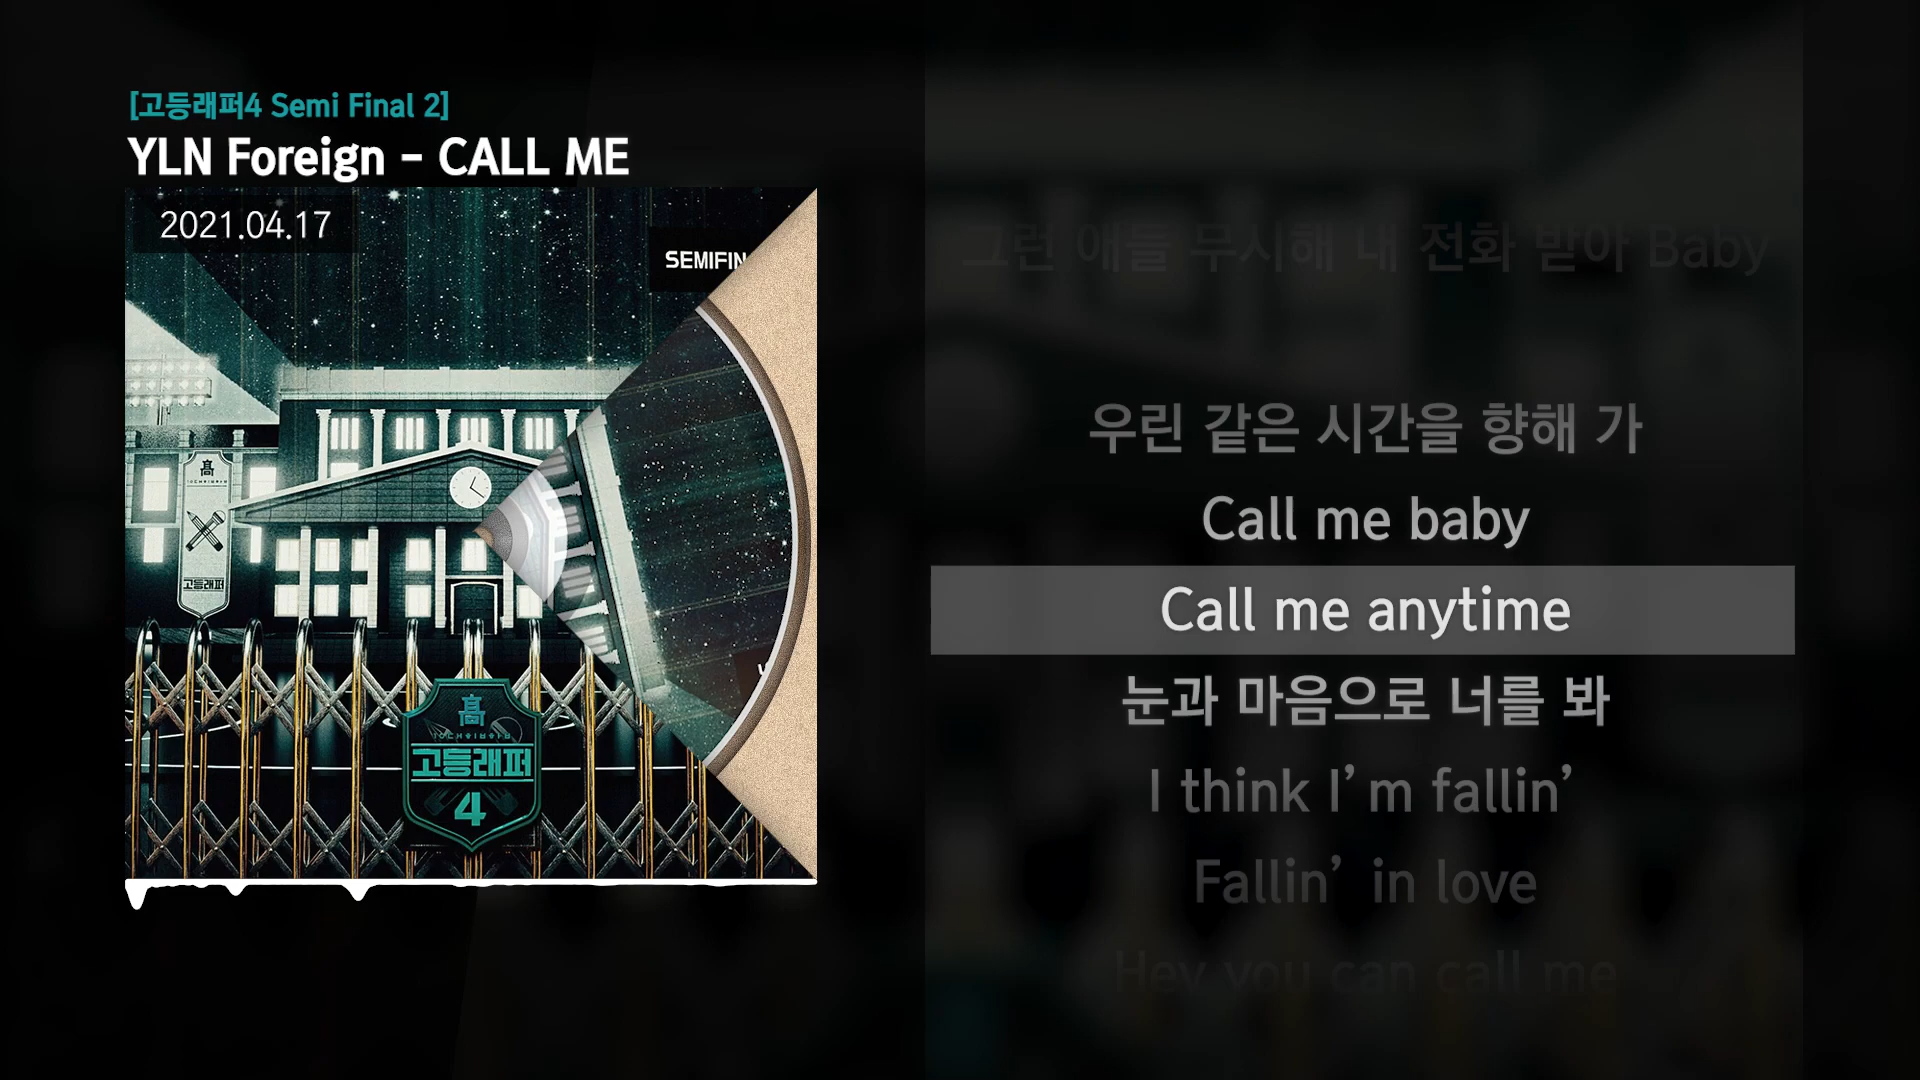 [고등래퍼4 Semi Final 2]
YLN Foreign - CALL ME
2021.04.17
SEMIFIN
高
고등래퍼
高
고등래퍼
4
그런 애들 무시해 내 전화 받아 Baby
우린 같은 시간을 향해 가
Call me baby
Call me anytime
눈과 마음으로 너를 봐
I think I’m fallin’
Fallin’ in love
Hey you can call me